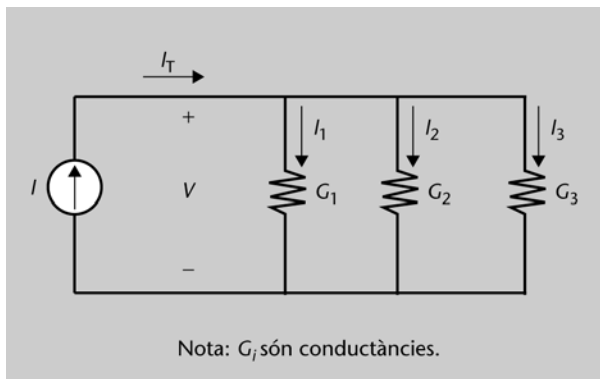 I_T
+
I_1
I_2
I_3
I
V
G_1
G_2
G_3
−
Nota: G_i són conductàncies.